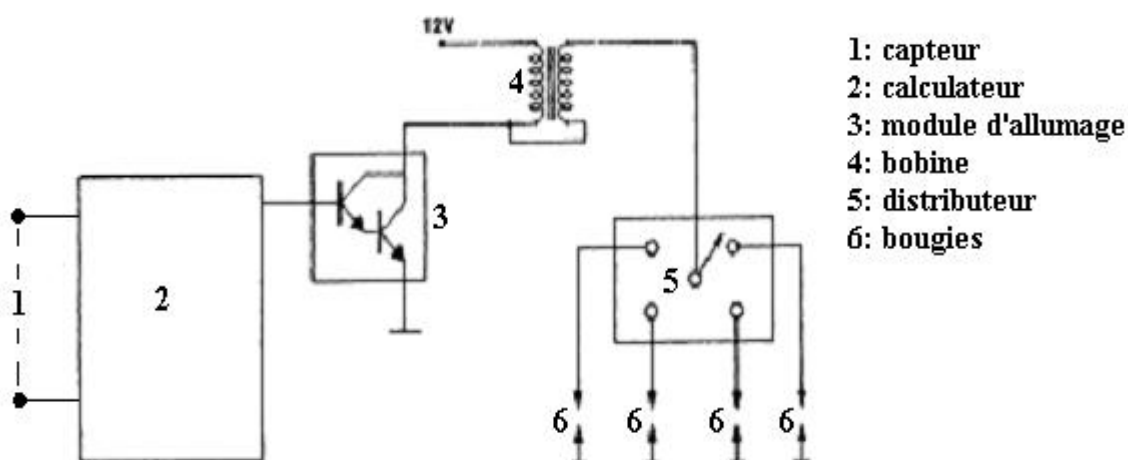 12V
1: capteur
2: calculateur
3: module d'allumage
4: bobine
5: distributeur
6: bougies
4
3
5
1
2
6 6 6 6